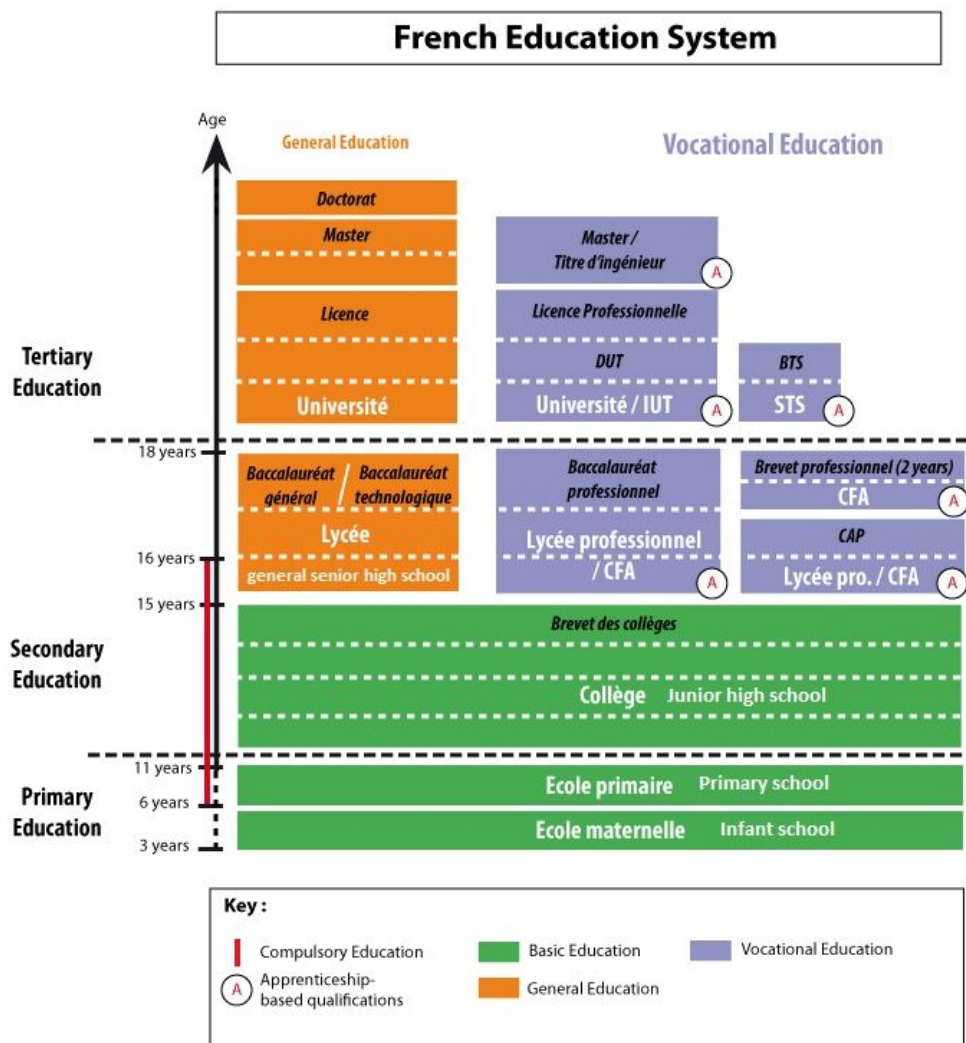 French Education System
Age
General Education
Vocational Education
Doctorat
Master
Master /
Titre d'ingénieur
A
Licence
Licence Professionnelle
Tertiary
Education
DUT
BTS
Université
Université / IUT
A
STS
A
18 years
Baccalauréat
général
/
Baccalauréat
technologique
Baccalauréat
professionnel
Brevet professionnel (2 years)
CFA
A
Lycée
Lycée professionnel
/ CFA
A
CAP
16 years
general senior high school
Lycée pro. / CFA
A
15 years
Brevet des collèges
Secondary
Education
Collège Junior high school
11 years
Ecole primaire Primary school
Primary
Education
6 years
Ecole maternelle Infant school
3 years
Key :
Compulsory Education
Basic Education
Vocational Education
A
Apprenticeship-
based qualifications
General Education